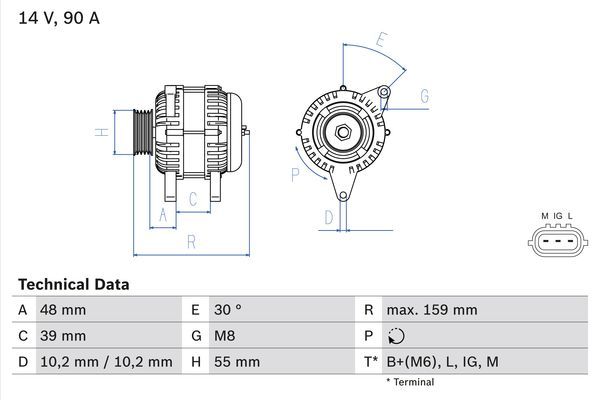 14 V, 90 A
E
H
G
P
A
C
D
R
M IG L
Technical Data
A 48 mm E 30 º R max. 159 mm
C 39 mm G M8 P
D 10,2 mm / 10,2 mm H 55 mm T* B+(M6), L, IG, M
* Terminal